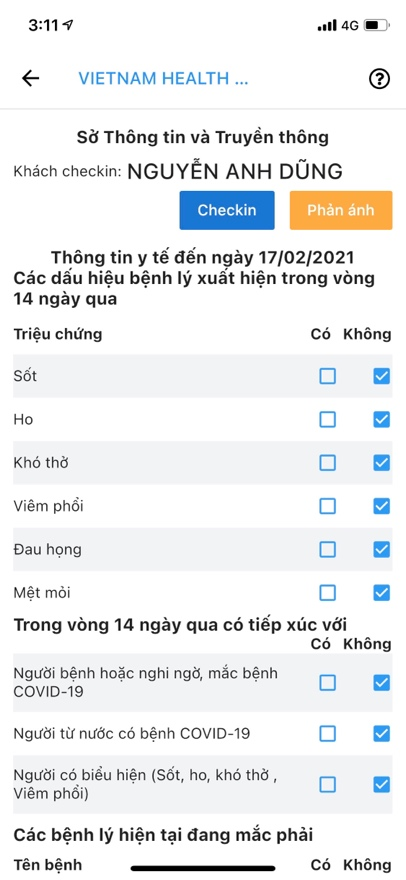 3:11
4G
VIETNAM HEALTH ...
Sở Thông tin và Truyền thông
Khách checkin: NGUYỄN ANH DŨNG
Checkin Phản ánh
Thông tin y tế đến ngày 17/02/2021
Các dấu hiệu bệnh lý xuất hiện trong vòng
14 ngày qua
Triệu chứng Có Không
Sốt
Ho
Khó thở
Viêm phổi
Đau họng
Mệt mỏi
Trong vòng 14 ngày qua có tiếp xúc với
Có Không
Người bệnh hoặc nghi ngờ, mắc bệnh
COVID-19
Người từ nước có bệnh COVID-19
Người có biểu hiện (Sốt, ho, khó thở ,
Viêm phổi)
Các bệnh lý hiện tại đang mắc phải
Tên bệnh Có Không